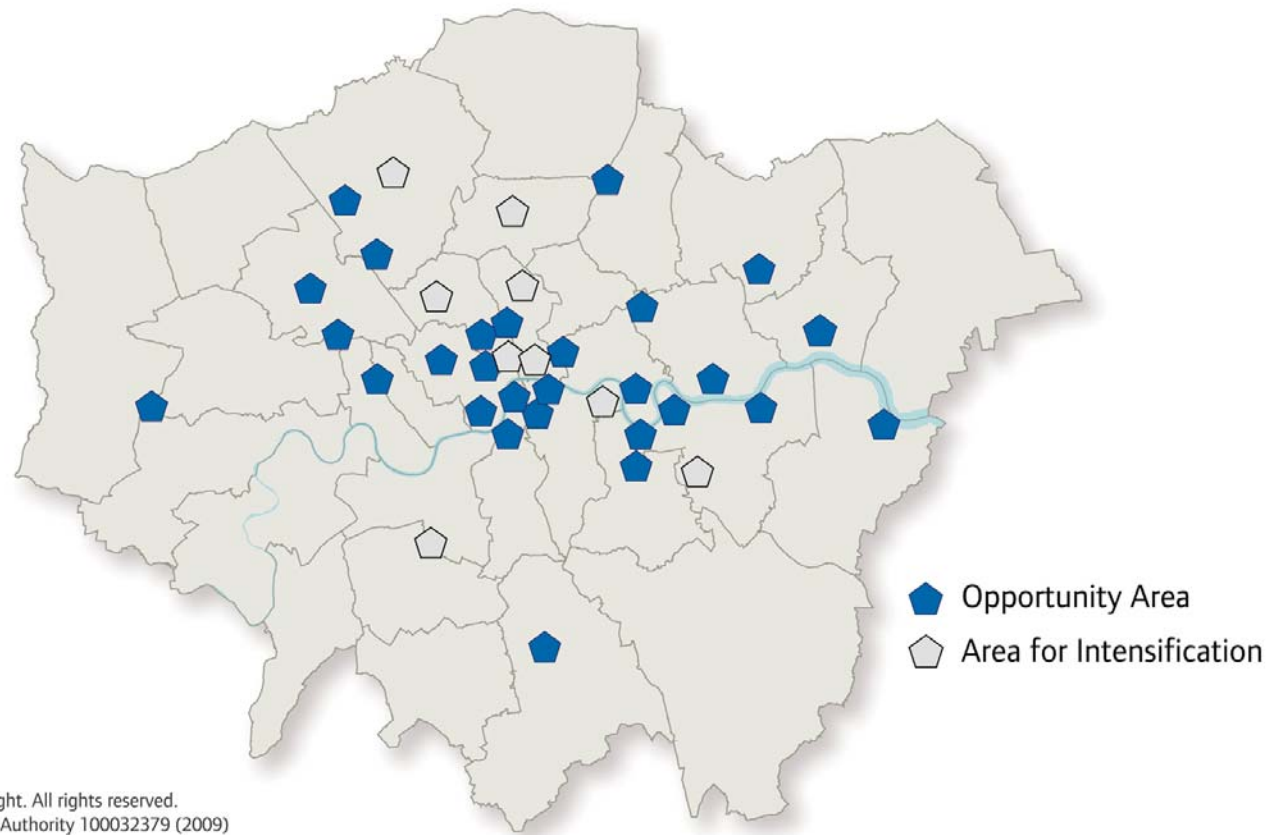 Opportunity Area
Area for Intensification
ght. All rights reserved.
Authority 100032379 (2009)